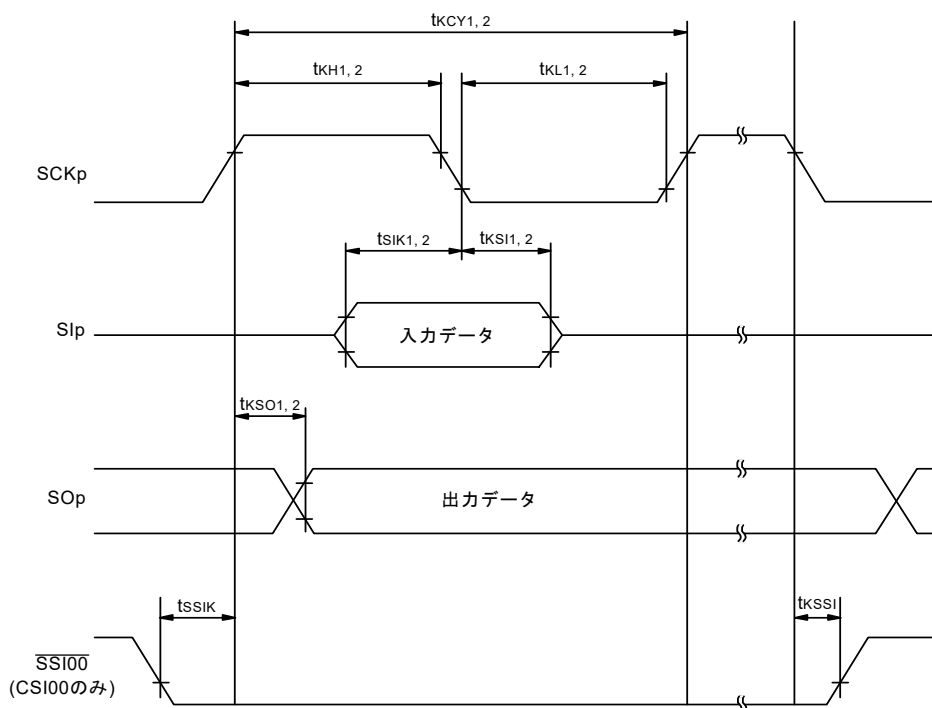 tKCY1, 2
tKH1, 2
tKL1, 2
SCKp
tSIK1, 2
tKSI1, 2
SIp
入力データ
tKSO1, 2
SOp
出力データ
tSSIK
tKSSI
SSI00
(CSI00のみ)